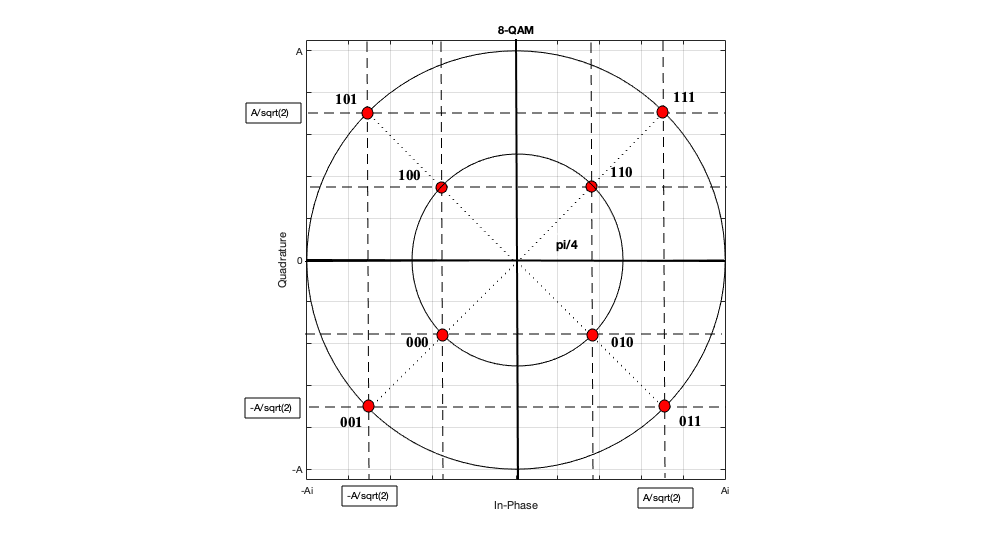 8-QAM
A
101
111
A/sqrt(2)
100
110
pi/4
Quadrature
0
000
010
-A/sqrt(2)
001
011
-A
-Ai
-A/sqrt(2)
In-Phase
A/sqrt(2)
Ai